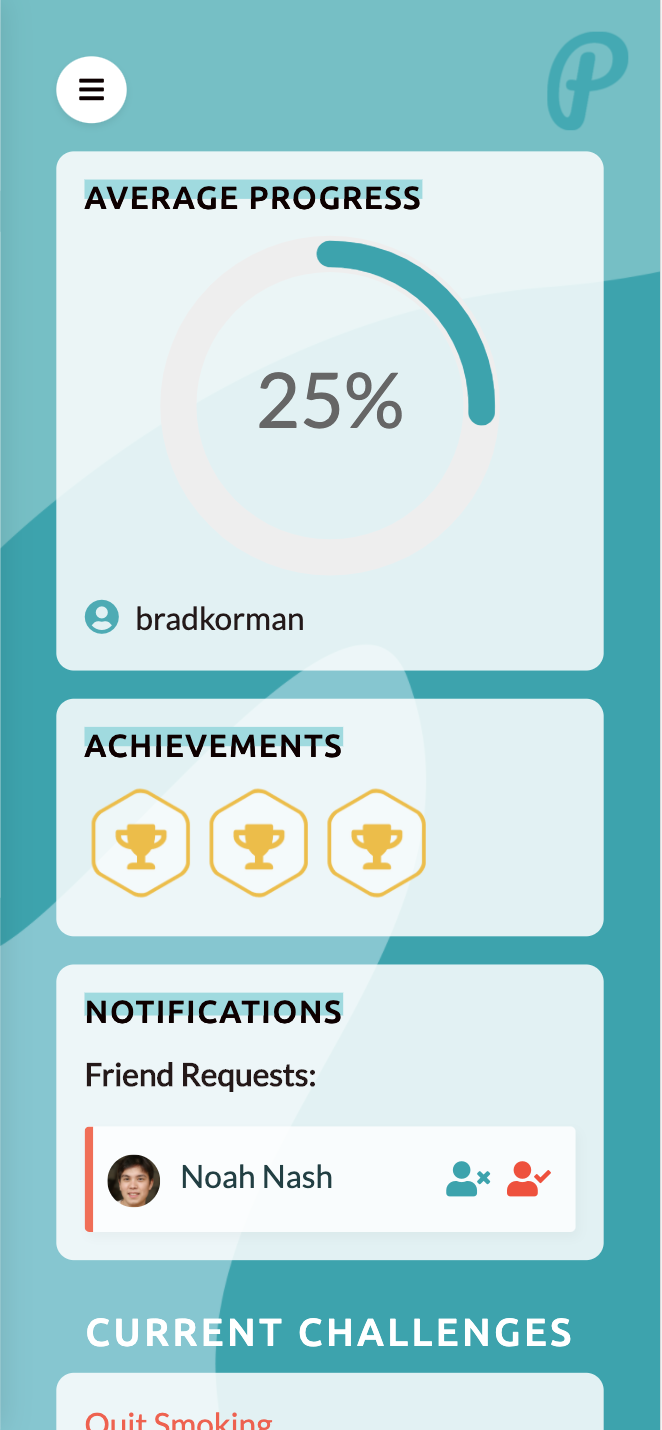 P
AVERAGE PROGRESS
25%
bradkorman
ACHIEVEMENTS
NOTIFICATIONS
Friend Requests:
Noah Nash
CURRENT CHALLENGES
Quit Smoking